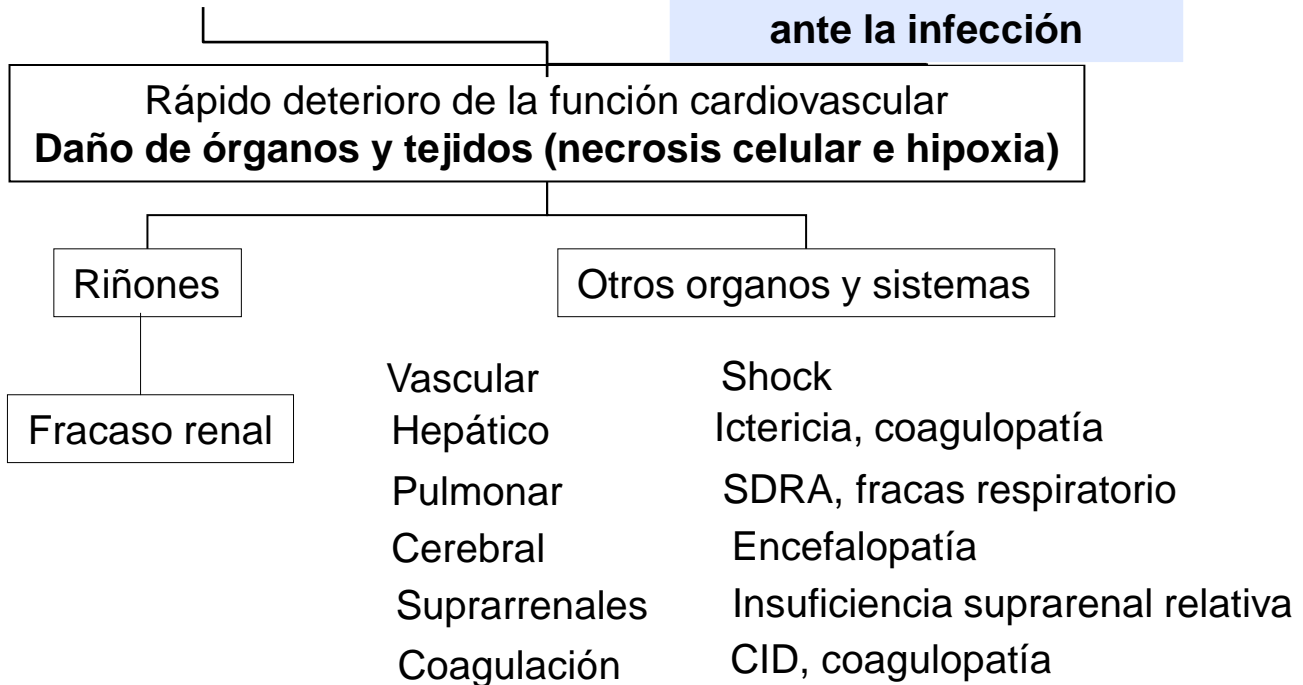 ante la infección
Rápido deterioro de la función cardiovascular
Daño de órganos y tejidos (necrosis celular e hipoxia)
Riñones
Otros organos y sistemas
Fracaso renal
Vascular Shock
Hepático Ictericia, coagulopatía
Pulmonar SDRA, fracas respiratorio
Cerebral Encefalopatía
Suprarrenales Insuficiencia suprarenal relativa
Coagulación CID, coagulopatía